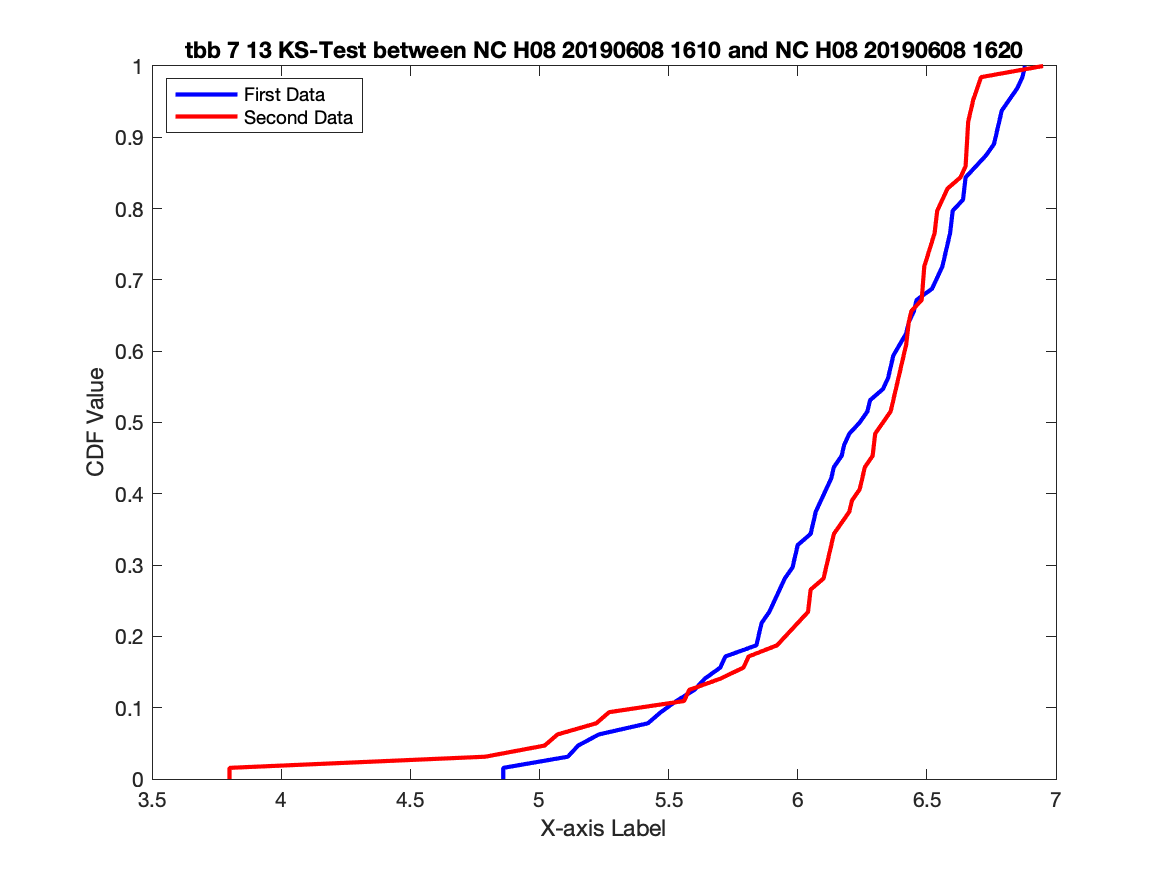 tbb 7 13 KS-Test between NC H08 20190608 1610 and NC H08 20190608 1620
First Data
Second Data
1
0.9
0.8
0.7
0.6
0.5
0.4
0.3
0.2
0.1
0
CDF Value
3.5 4 4.5 5 5.5 6 6.5 7
X-axis Label